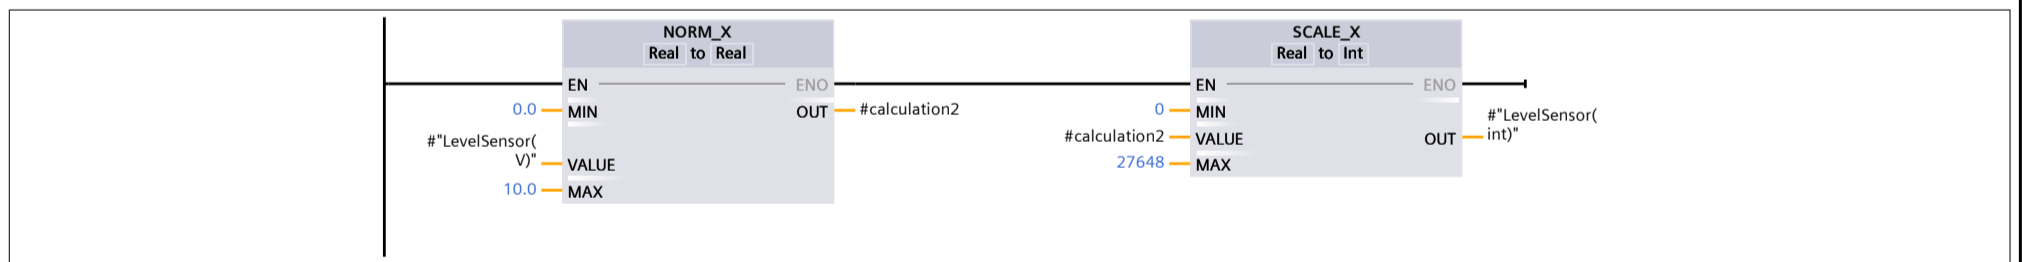 NORM_X
Real to Real
EN ENO
0.0 MIN OUT #calculation2
#"LevelSensor(
V)" VALUE
10.0 MAX
SCALE_X
Real to Int
EN ENO
0 MIN
#calculation2 VALUE OUT #"LevelSensor(
int)"
27648 MAX